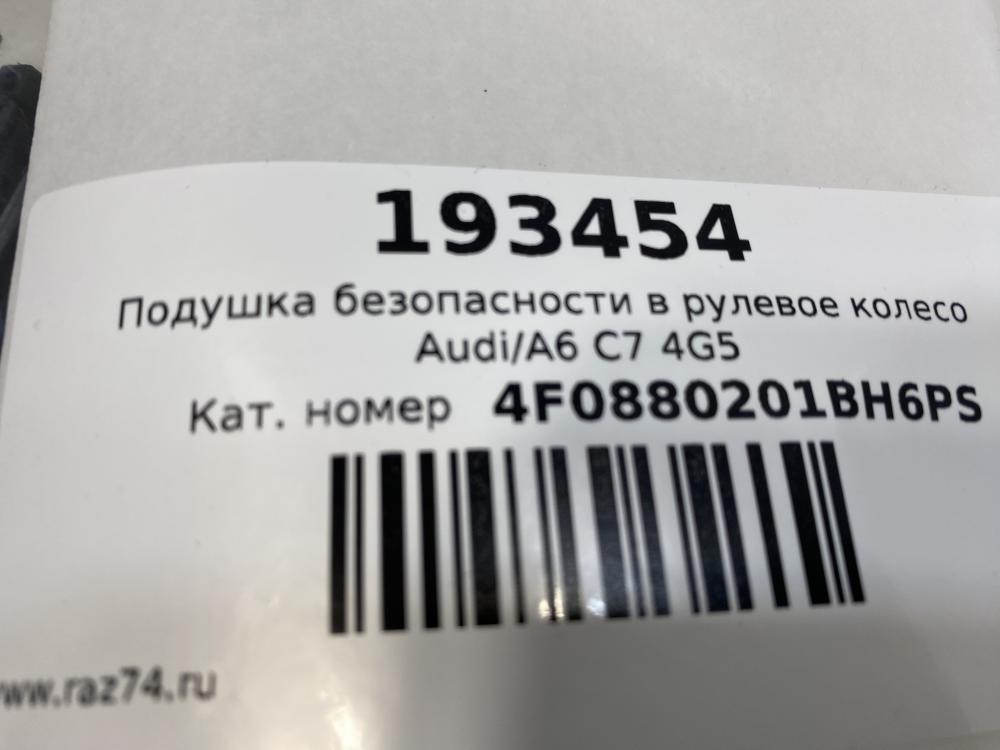 193454
Подушка безопасности в рулевое колесо
Audi/A6 C7 4G5
Кат. номер 4F0880201BH6PS
www.raz74.ru